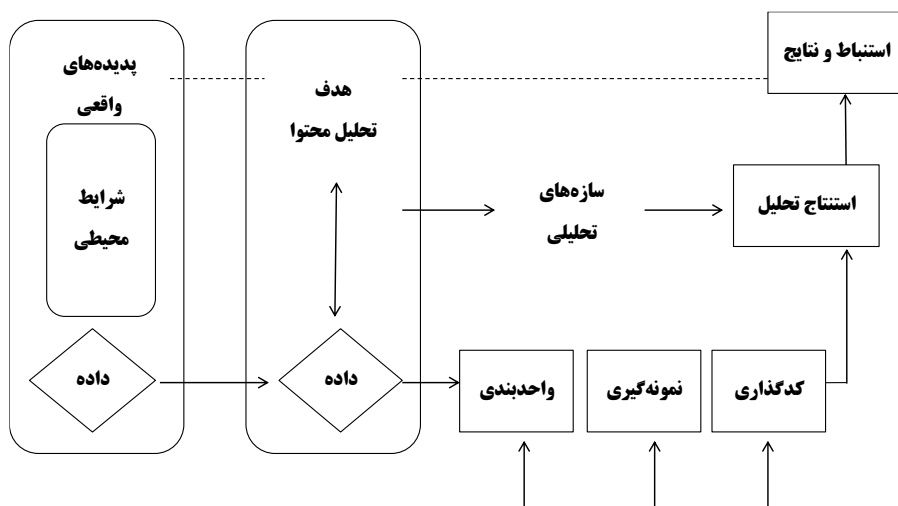 استنباط و نتایج
پدیده‌های
واقعی
هدف
تحلیل محتوا
شرایط
محیطی
سازه‌های
تحلیلی
استنتاج تحلیل
داده
داده
واحدبندی
نمونه‌گیری
کدگذاری